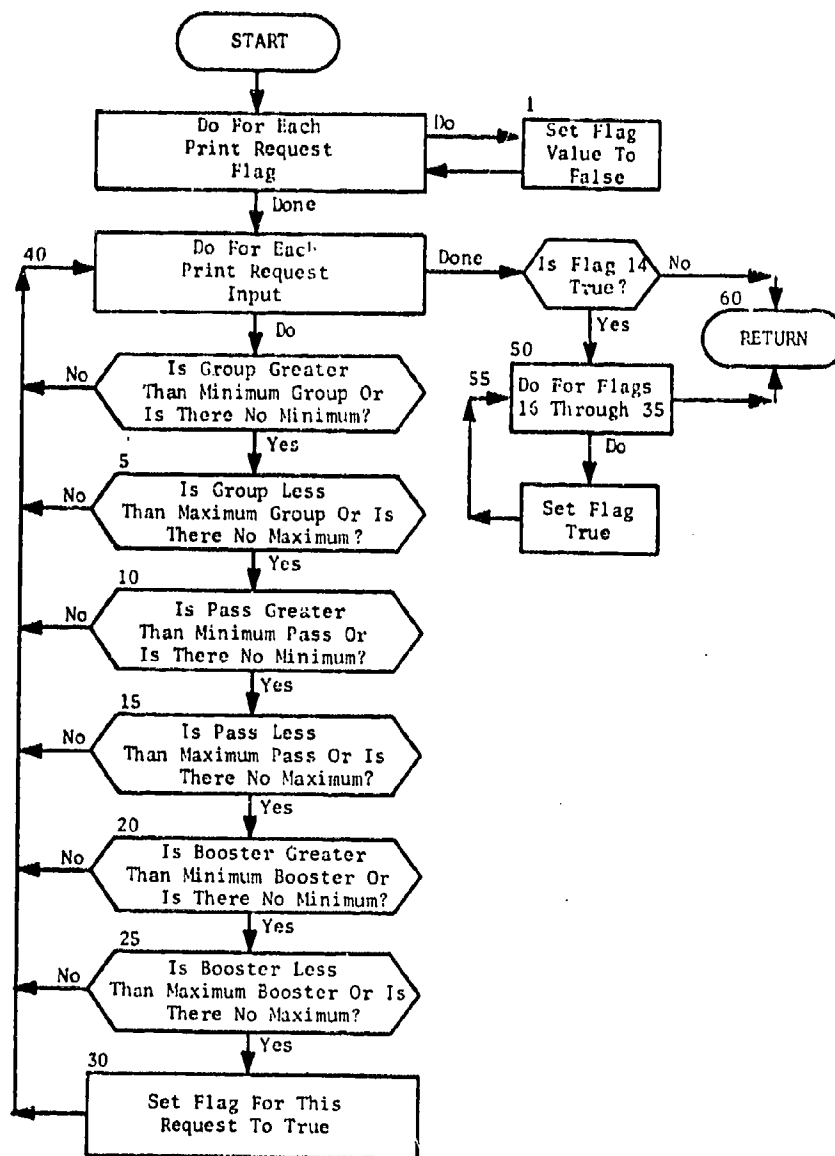 START
Do For Each
Print Request
Flag
Do
1
Set Flag
Value To
False
Done
40
Do For Each
Print Request
Input
Done
Is Flag 14
True?
No
60
RETURN
Yes
50
55
Do For Flags
16 Through 35
Do
Set Flag
True
Do
No
Is Group Greater
Than Minimum Group Or
Is There No Minimum?
Yes
5
No
Is Group Less
Than Maximum Group Or Is
There No Maximum?
Yes
10
No
Is Pass Greater
Than Minimum Pass Or
Is There No Minimum?
Yes
15
No
Is Pass Less
Than Maximum Pass Or Is
There No Maximum?
Yes
20
No
Is Booster Greater
Than Minimum Booster Or
Is There No Minimum?
Yes
25
No
Is Booster Less
Than Maximum Booster Or Is
There No Maximum?
Yes
30
Set Flag For This
Request To True